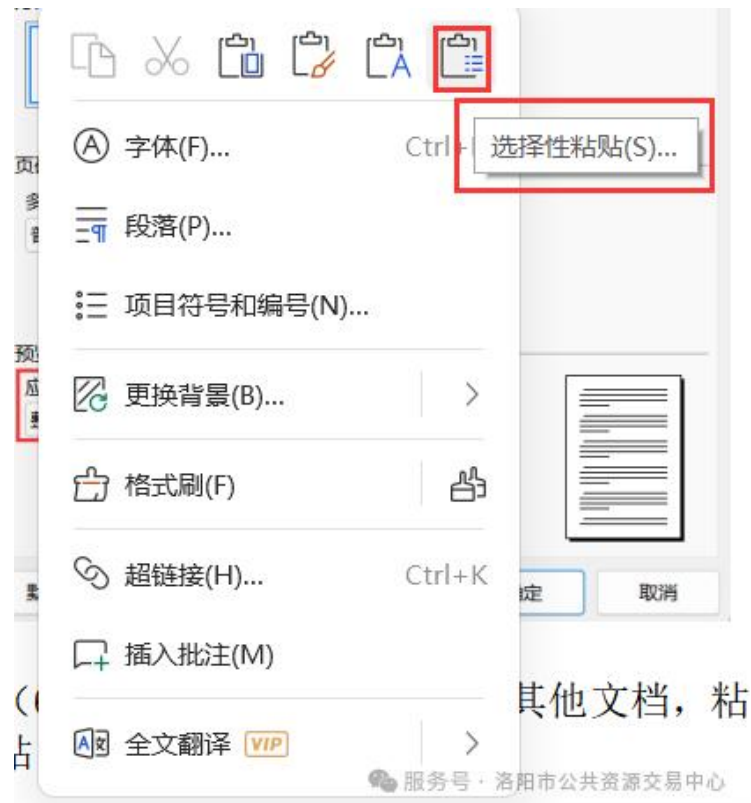 字体(F)...
Ctrl+
选择性粘贴(S)...
页
段落(P)...
项目符号和编号(N)...
更换背景(B)...
格式刷(F)
超链接(H)...
Ctrl+K
取消
插入批注(M)
其他文档，粘
全文翻译 VIP
服务号 · 洛阳市公共资源交易中心